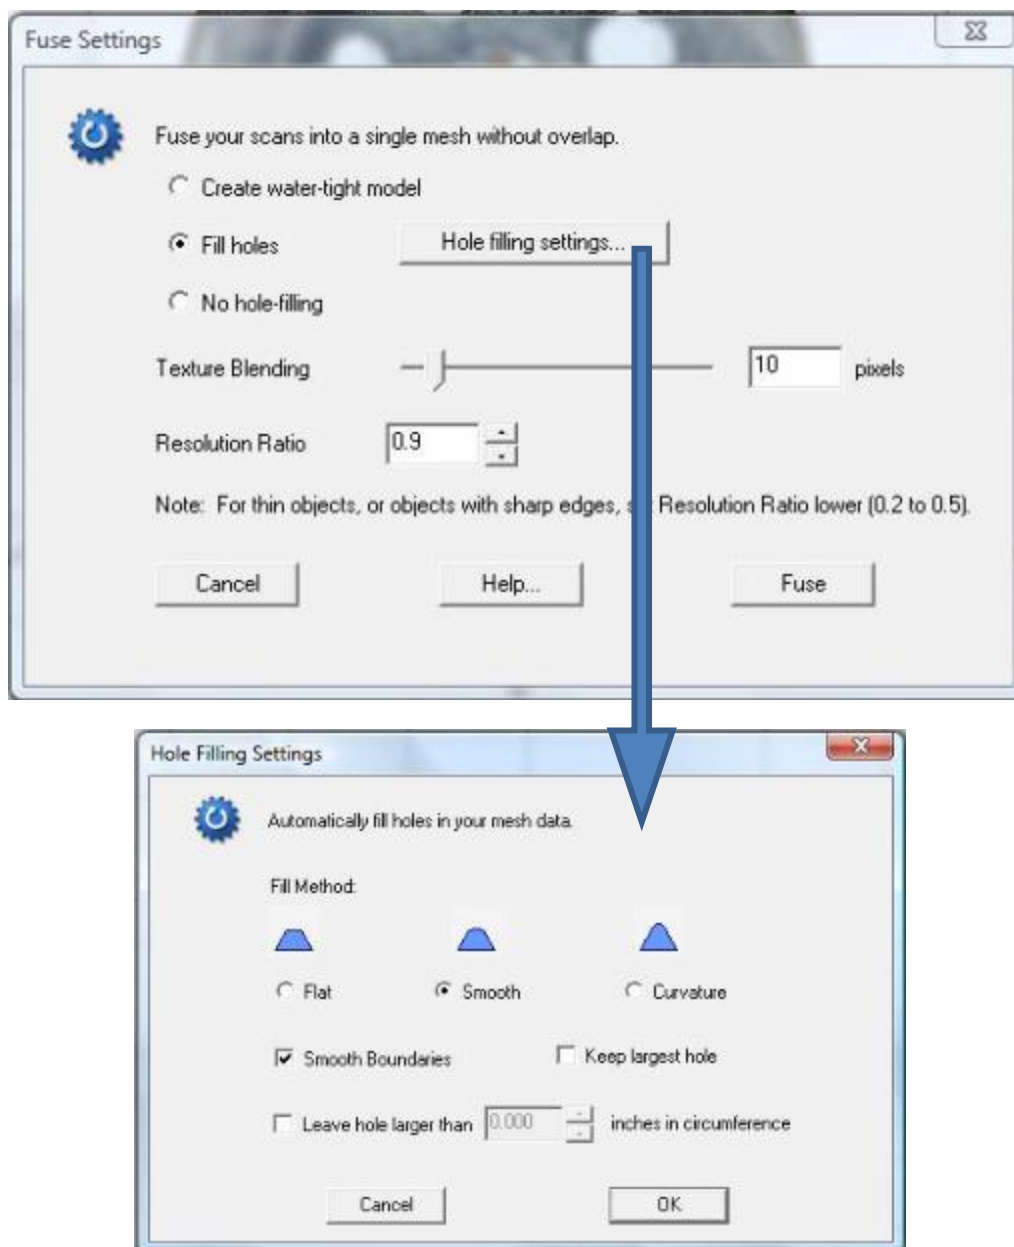 Fuse Settings
Fuse your scans into a single mesh without overlap.
Create water-tight model
Fill holes
Hole filling settings...
No hole-filling
Texture Blending
10 pixels
Resolution Ratio
0.9
Note: For thin objects, or objects with sharp edges, Resolution Ratio lower (0.2 to 0.5).
Cancel Help... Fuse
Hole Filling Settings
Automatically fill holes in your mesh data.
Fill Method:
Flat Smooth Curvature
Smooth Boundaries Keep largest hole
Leave hole larger than 0.000 inches in circumference
Cancel OK